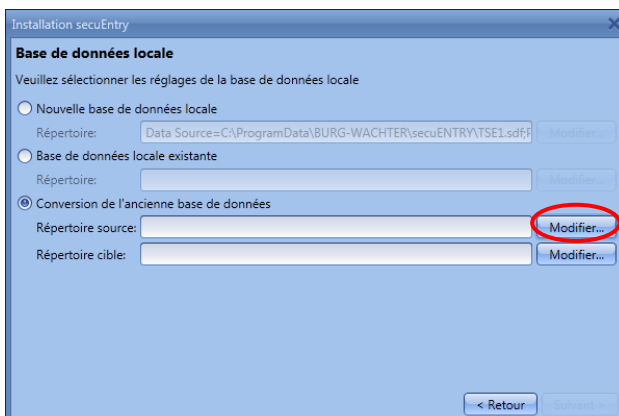 Installation secuEntry
Base de données locale
Veuillez sélectionner les réglages de la base de données locale
Nouvelle base de données locale
Répertoire: Data Source=C:\ProgramData\BURG-WACHTER\secuENTRY\TSE1.sdf;P Modifier...
Base de données locale existante
Répertoire: Modifier...
Conversion de l'ancienne base de données
Répertoire source: Modifier...
Répertoire cible: Modifier...
< Retour Suivant >